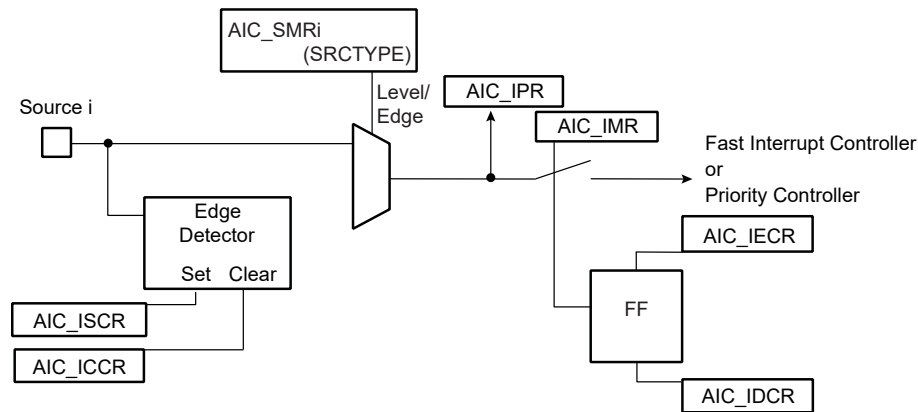 AIC_SMRi
(SRCTYPE)
Source i
Level/
Edge
AIC_IPR
AIC_IMR
Fast Interrupt Controller
or
Priority Controller
Edge
Detector
Set Clear
AIC_IECR
FF
AIC_ISCR
AIC_ICCR
AIC_IDCR